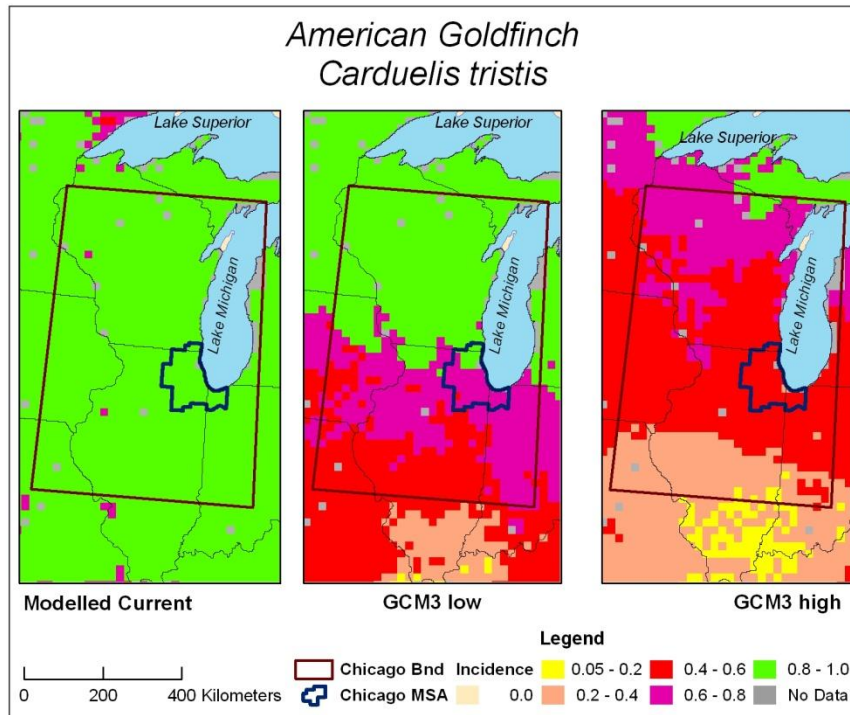 American Goldfinch
Carduelis tristis
Lake Superior
Lake Superior
Lake Superior
Lake Michigan
Lake Michigan
Lake Michigan
Modelled Current
GCM3 low
GCM3 high
Legend
Chicago Bnd
Chicago MSA
Incidence
0.0
0.05 - 0.2
0.2 - 0.4
0.4 - 0.6
0.6 - 0.8
0.8 - 1.0
No Data
0 200 400 Kilometers